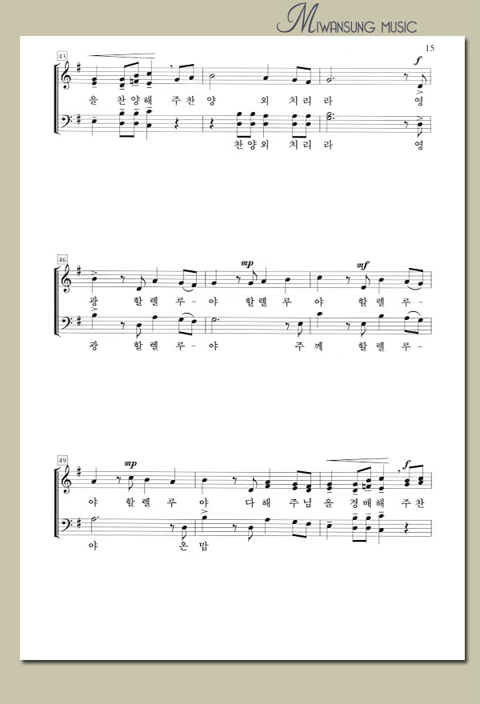 MIWANSUNG MUSIC
15
43
f
을 찬양해 주찬 양 외 치리 라 영
찬양외 치리 라 영
46
mp mf
광 할렐 루- 야 할렐 루 야 할렐 루-
광 할렐 루- 야 주께 할렐 루-
49
mp f
야 할렐 루 야 다해 주님 을 경배해 주찬
야 온 맘